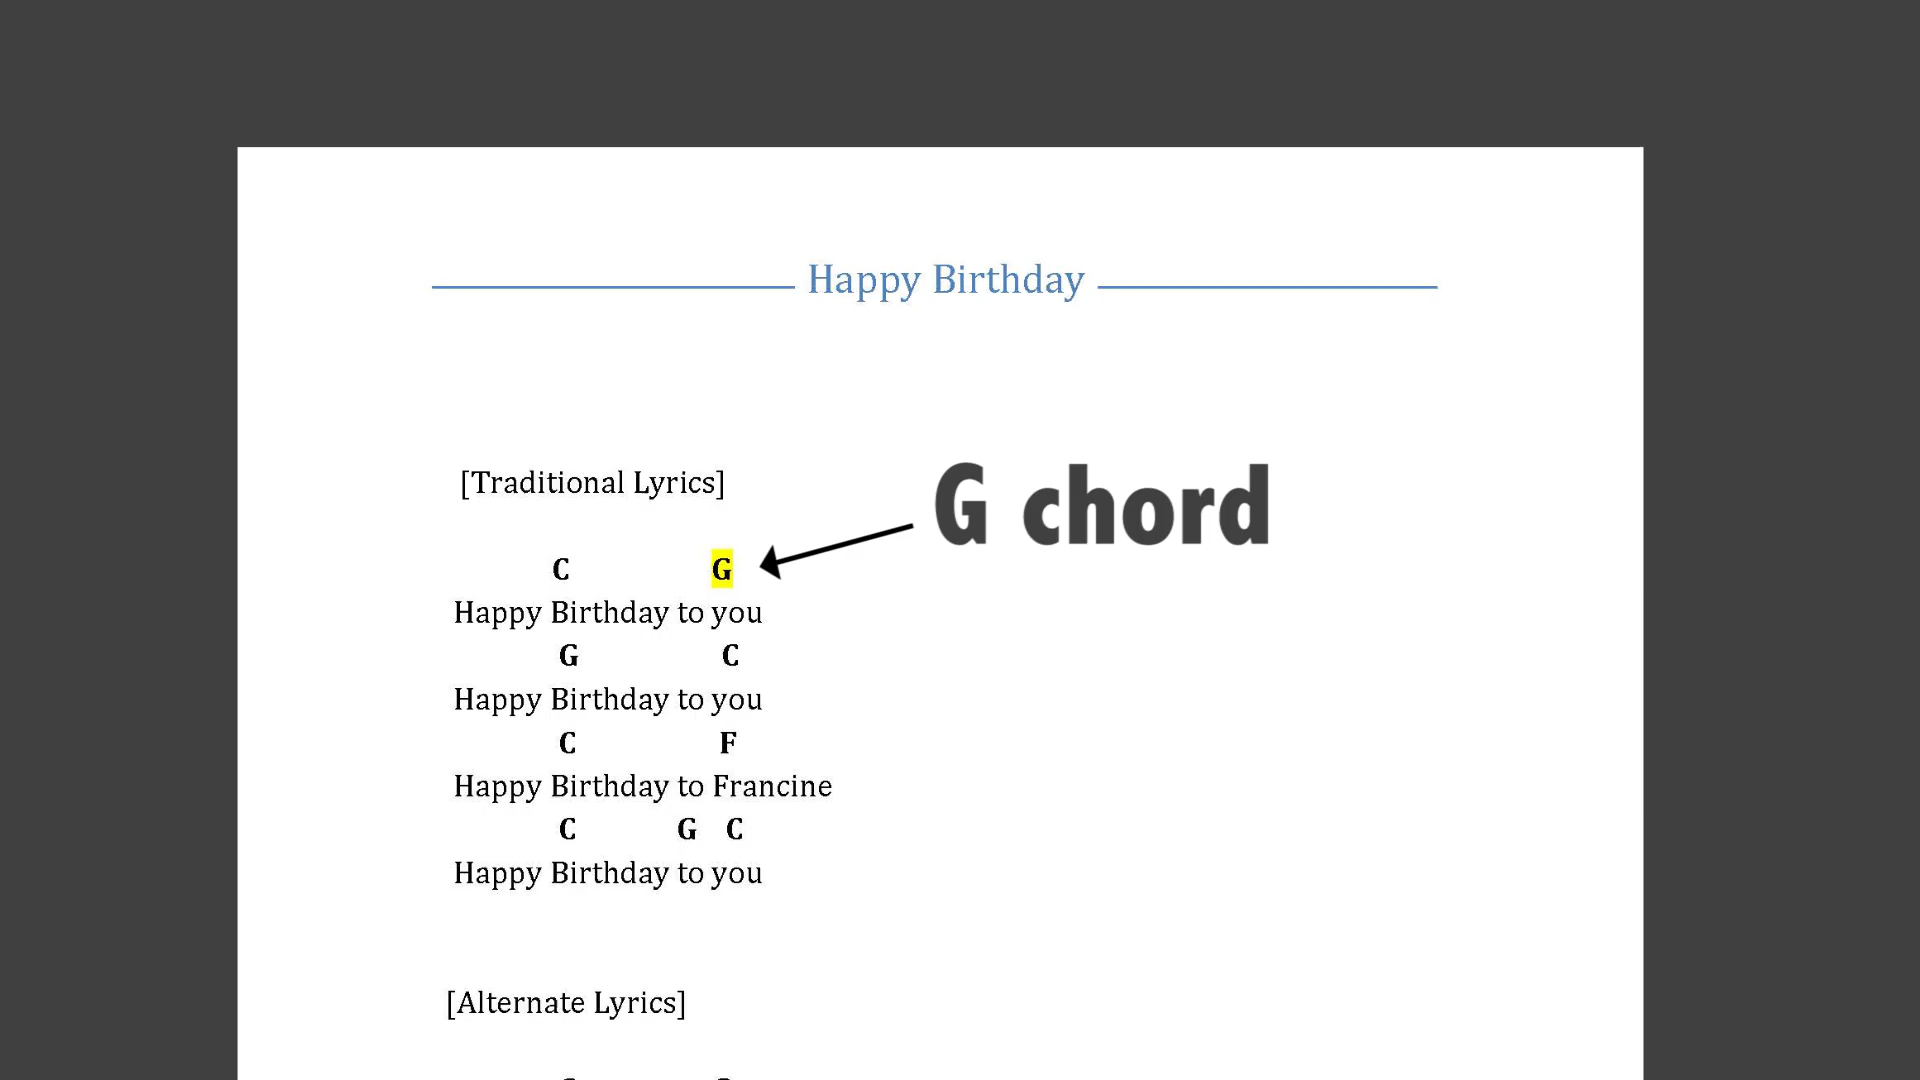 Happy Birthday
[Traditional Lyrics]
G chord
C G
Happy Birthday to you
G C
Happy Birthday to you
C F
Happy Birthday to Francine
C G C
Happy Birthday to you
[Alternate Lyrics]